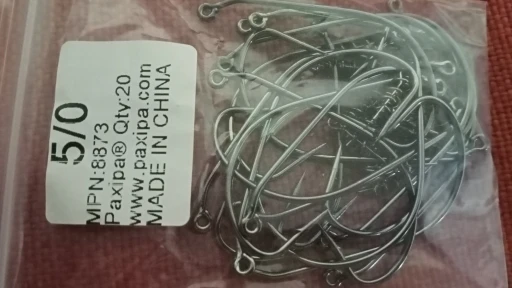 5/0
MPN:8873
Paxipa® Qty:20
www.paxipa.com
MADE IN CHINA